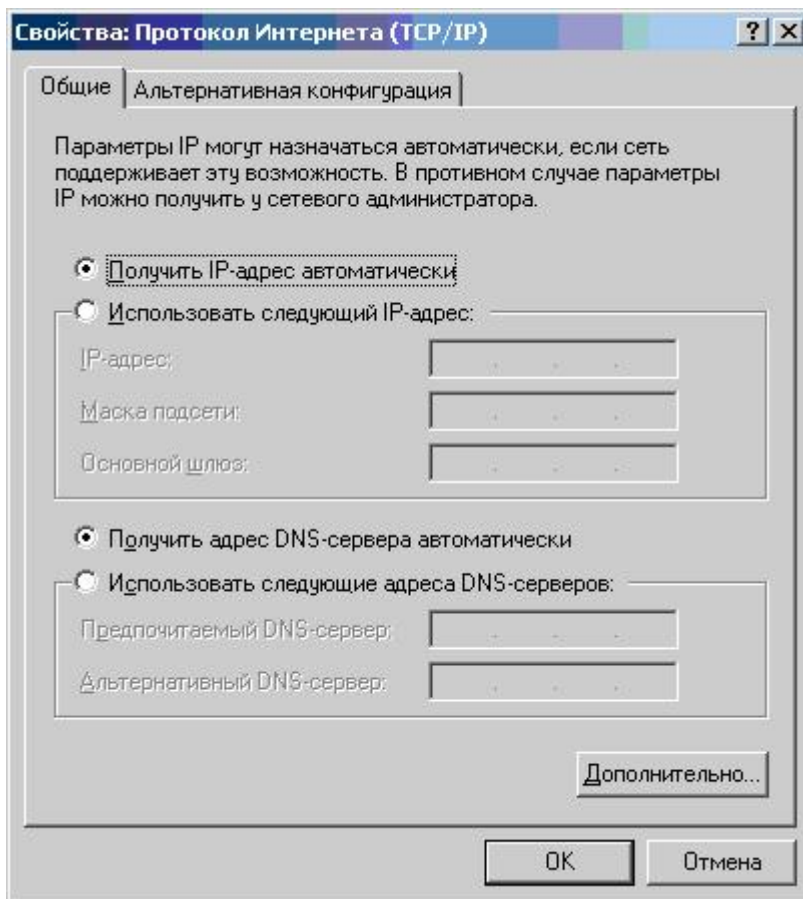 Свойства: Протокол Интернета (TCP/IP)
Общие
Альтернативная конфигурация
Параметры IP могут назначаться автоматически, если сеть
поддерживает эту возможность. В противном случае параметры
IP можно получить у сетевого администратора.
Получить IP-адрес автоматически
Использовать следующий IP-адрес:
IP-адрес:
Маска подсети:
Основной шлюз:
Получить адрес DNS-сервера автоматически
Использовать следующие адреса DNS-серверов:
Предпочитаемый DNS-сервер:
Альтернативный DNS-сервер:
Дополнительно...
OK
Отмена